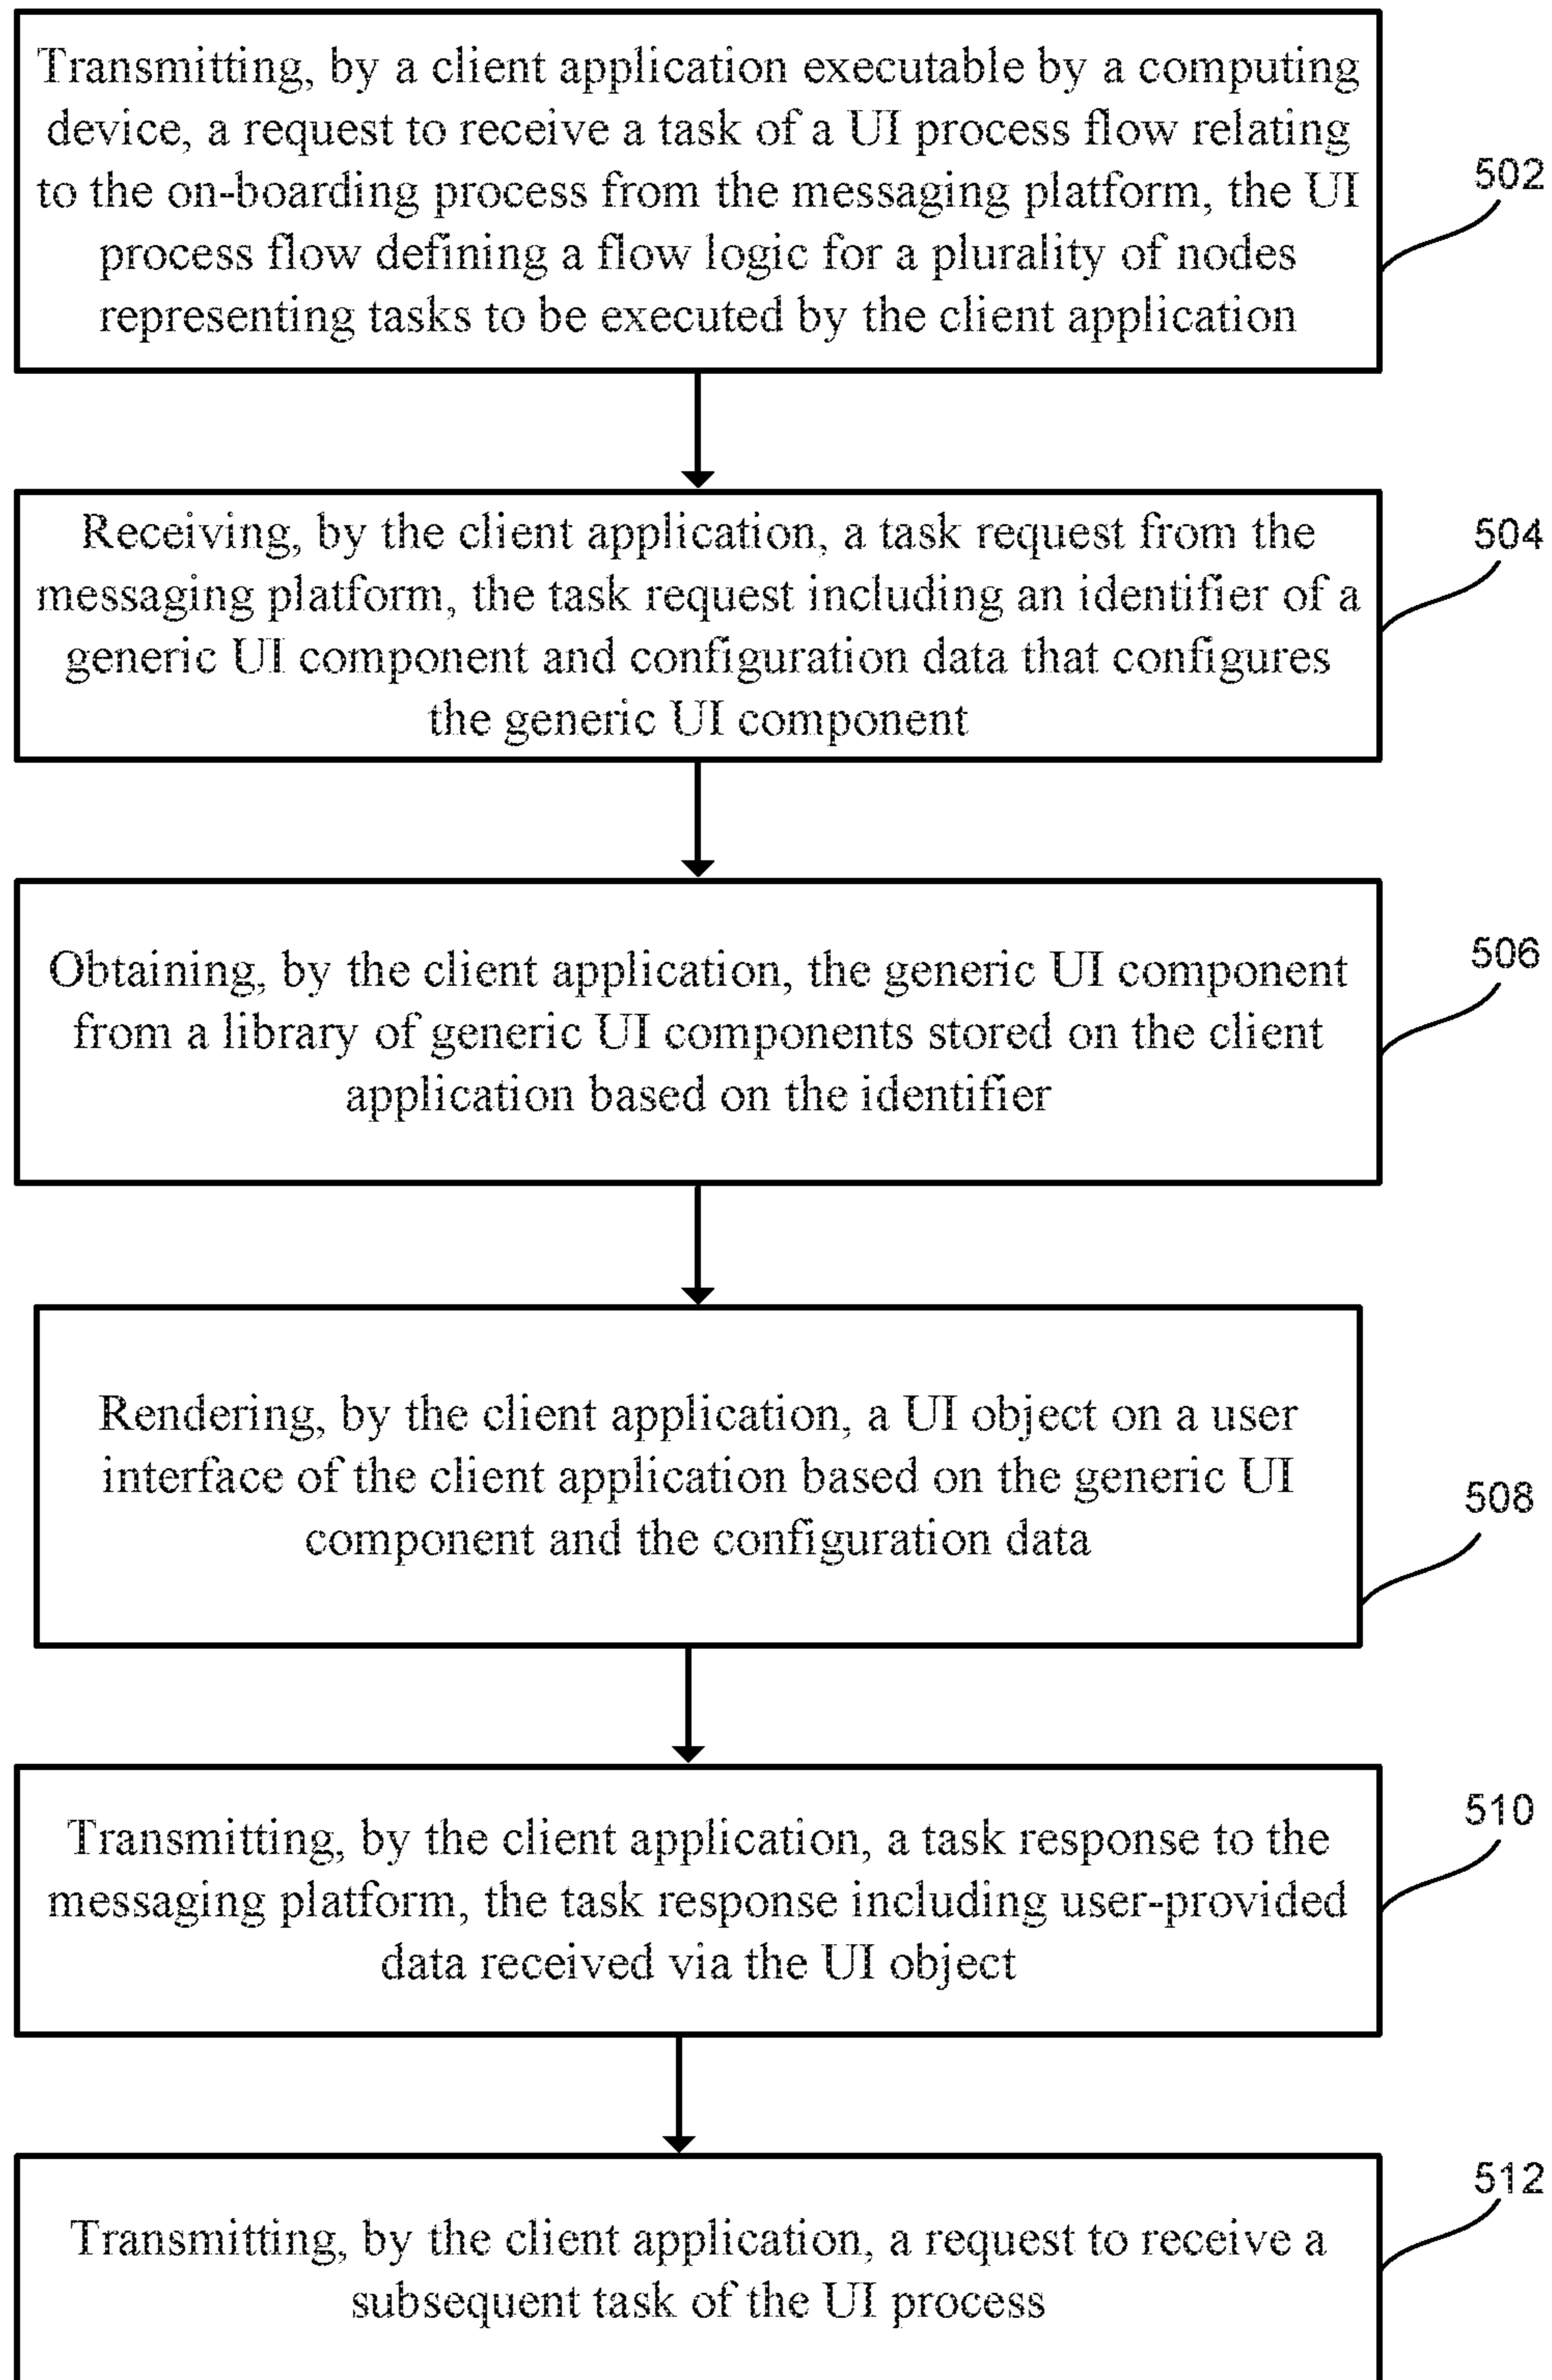 Transmitting, by a client application executable by a computing
device, a request to receive a task of a UI process flow relating
to the on-boarding process from the messaging platform, the UI
process flow defining a flow logic for a plurality of nodes
representing tasks to be executed by the client application
502
Receiving, by the client application, a task request from the
messaging platform, the task request including an identifier of a
generic UI component and configuration data that configures
the generic UI component
504
Obtaining, by the client application, the generic UI component
from a library of generic UI components stored on the client
application based on the identifier
506
Rendering, by the client application, a UI object on a user
interface of the client application based on the generic UI
component and the configuration data
508
Transmitting, by the client application, a task response to the
messaging platform, the task response including user-provided
data received via the UI object
510
Transmitting, by the client application, a request to receive a
subsequent task of the UI process
512